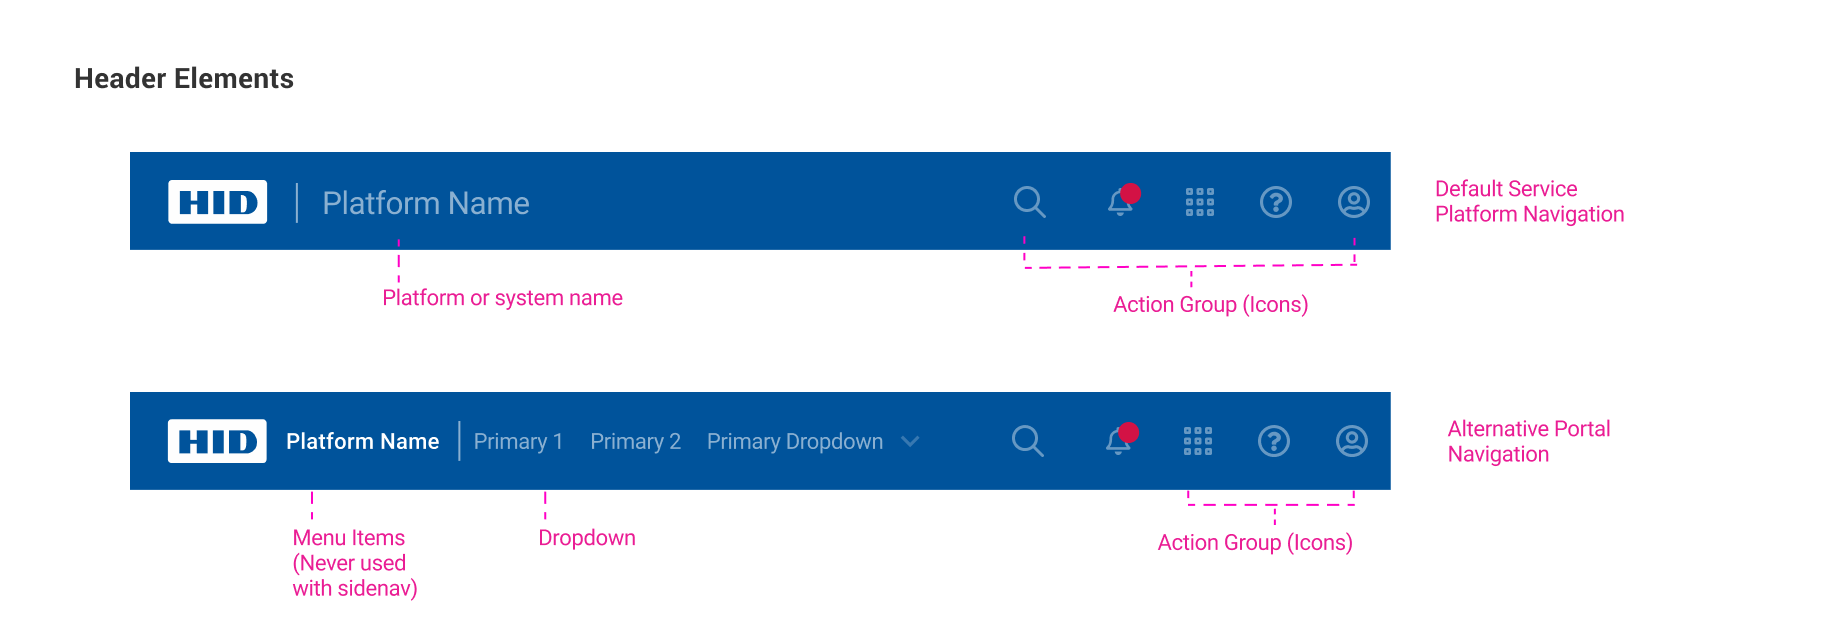 Header Elements
HID
Platform Name
?
Default Service
Platform Navigation
Platform or system name
Action Group (Icons)
HID
Platform Name
Primary 1
Primary 2
Primary Dropdown
?
Alternative Portal
Navigation
Menu Items
(Never used
with sidenav)
Dropdown
Action Group (Icons)